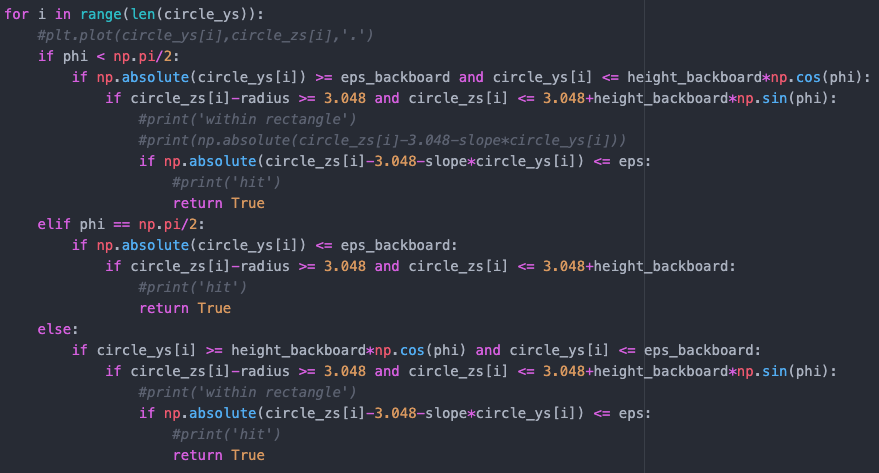 for i in range(len(circle_ys)):
    #plt.plot(circle_ys[i],circle_zs[i],'.')
    if phi < np.pi/2:
        if np.absolute(circle_ys[i]) >= eps_backboard and circle_ys[i] <= height_backboard*np.cos(phi):
            if circle_zs[i]-radius >= 3.048 and circle_zs[i] <= 3.048+height_backboard*np.sin(phi):
                #print('within rectangle')
                #print(np.absolute(circle_zs[i]-3.048-slope*circle_ys[i]))
                if np.absolute(circle_zs[i]-3.048-slope*circle_ys[i]) <= eps:
                    #print('hit')
                    return True
    elif phi == np.pi/2:
        if np.absolute(circle_ys[i]) <= eps_backboard:
            if circle_zs[i]-radius >= 3.048 and circle_zs[i] <= 3.048+height_backboard:
                #print('hit')
                return True
    else:
        if circle_ys[i] >= height_backboard*np.cos(phi) and circle_ys[i] <= eps_backboard:
            if circle_zs[i]-radius >= 3.048 and circle_zs[i] <= 3.048+height_backboard*np.sin(phi):
                #print('within rectangle')
                if np.absolute(circle_zs[i]-3.048-slope*circle_ys[i]) <= eps:
                    #print('hit')
                    return True